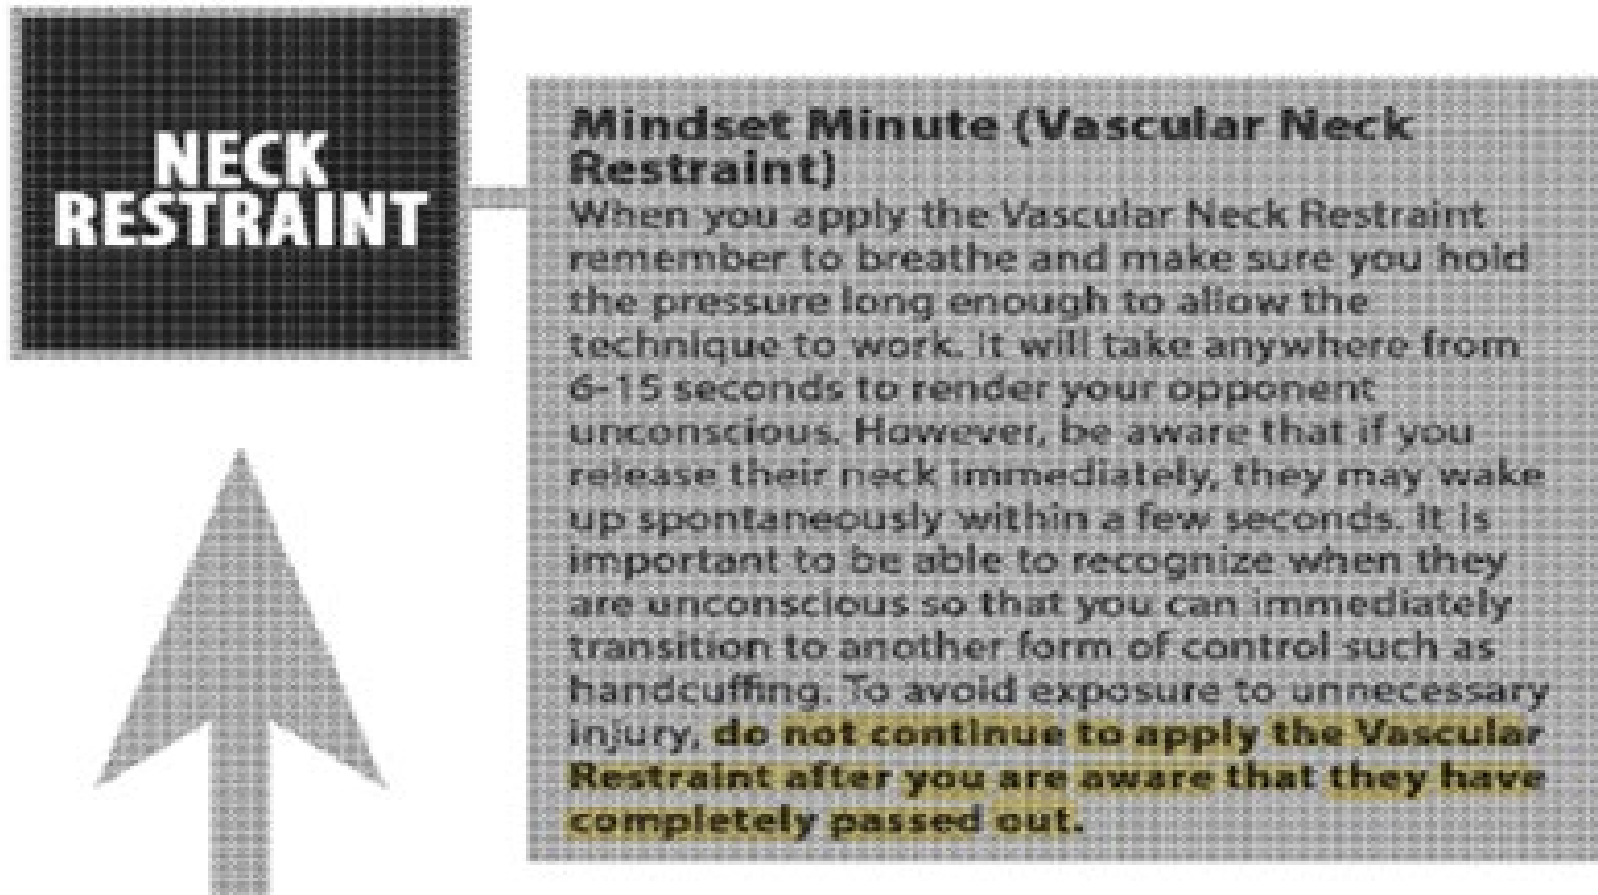 NECK
RESTRAINT
Mindset Minute (Vascular Neck
Restraint)
When you apply the Vascular Neck Restraint
remember to breathe and make sure you hold
the pressure long enough to allow the
technique to work. It will take anywhere from
6-15 seconds to render your opponent
unconscious. However, be aware that if you
release their neck immediately, they may wake
up spontaneously within a few seconds. It is
important to be able to recognize when they
are unconscious so that you can immediately
transition to another form of control such as
handcuffing. To avoid exposure to unnecessary
injury, do not continue to apply the Vascular
Restraint after you are aware that they have
completely passed out.